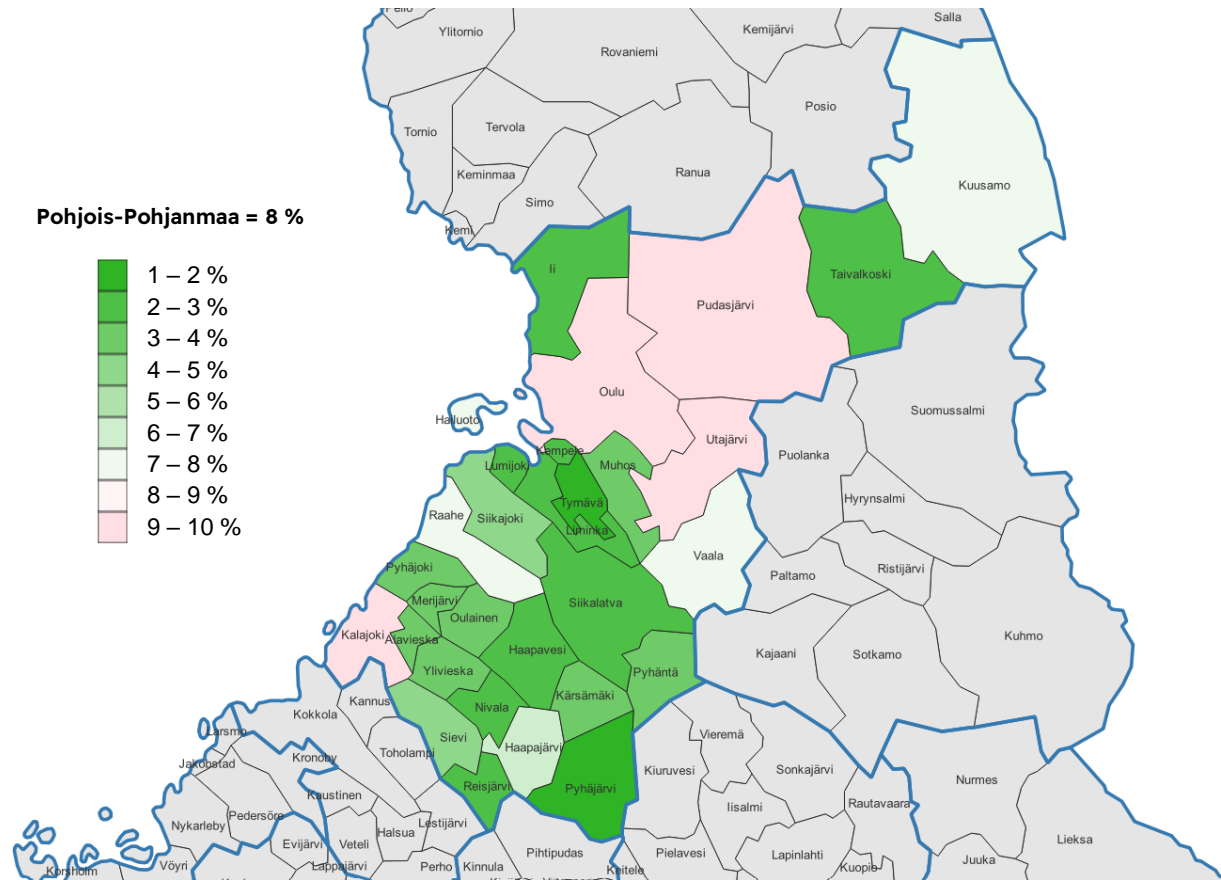 Pello
Salla
Ylitornio
Kemijärvi
Rovaniemi
Posio
Tornio
Tervola
Ranua
Keminmaa
Kuusamo
Simo
Pohjois-Pohjanmaa = 8 %
Kemi
1 – 2 %
2 – 3 %
3 – 4 %
4 – 5 %
5 – 6 %
6 – 7 %
7 – 8 %
8 – 9 %
9 – 10 %
Ii
Taivalkoski
Pudasjärvi
Oulu
Suomussalmi
Hailuoto
Utajärvi
Kempele
Puolanka
Lumijoki
Muhos
Hyrynsalmi
Tyrnävä
Raahe
Siikajoki
Liminka
Vaala
Pyhäjoki
Ristijärvi
Paltamo
Merijärvi
Siikalatva
Oulainen
Kalajoki
Alavieska
Kuhmo
Haapavesi
Kajaani
Sotkamo
Ylivieska
Pyhäntä
Kärsämäki
Kannus
Nivala
Kokkola
Larsmo
Sievi
Vieremä
Haapajärvi
Toholampi
Kronoby
Jakobstad
Kiuruvesi
Sonkajärvi
Nurmes
Reisjärvi
Pyhäjärvi
Kaustinen
Rautavaara
Iisalmi
Pedersöre
Lestijärvi
Nykarleby
Halsua
Lieksa
Evijärvi
Veteli
Pihtipudas
Pielavesi
Lapinlahti
Juuka
Vöyri
Lappajärvi
Perho
Kinnula
Kuopio
Keitele
Korsholm